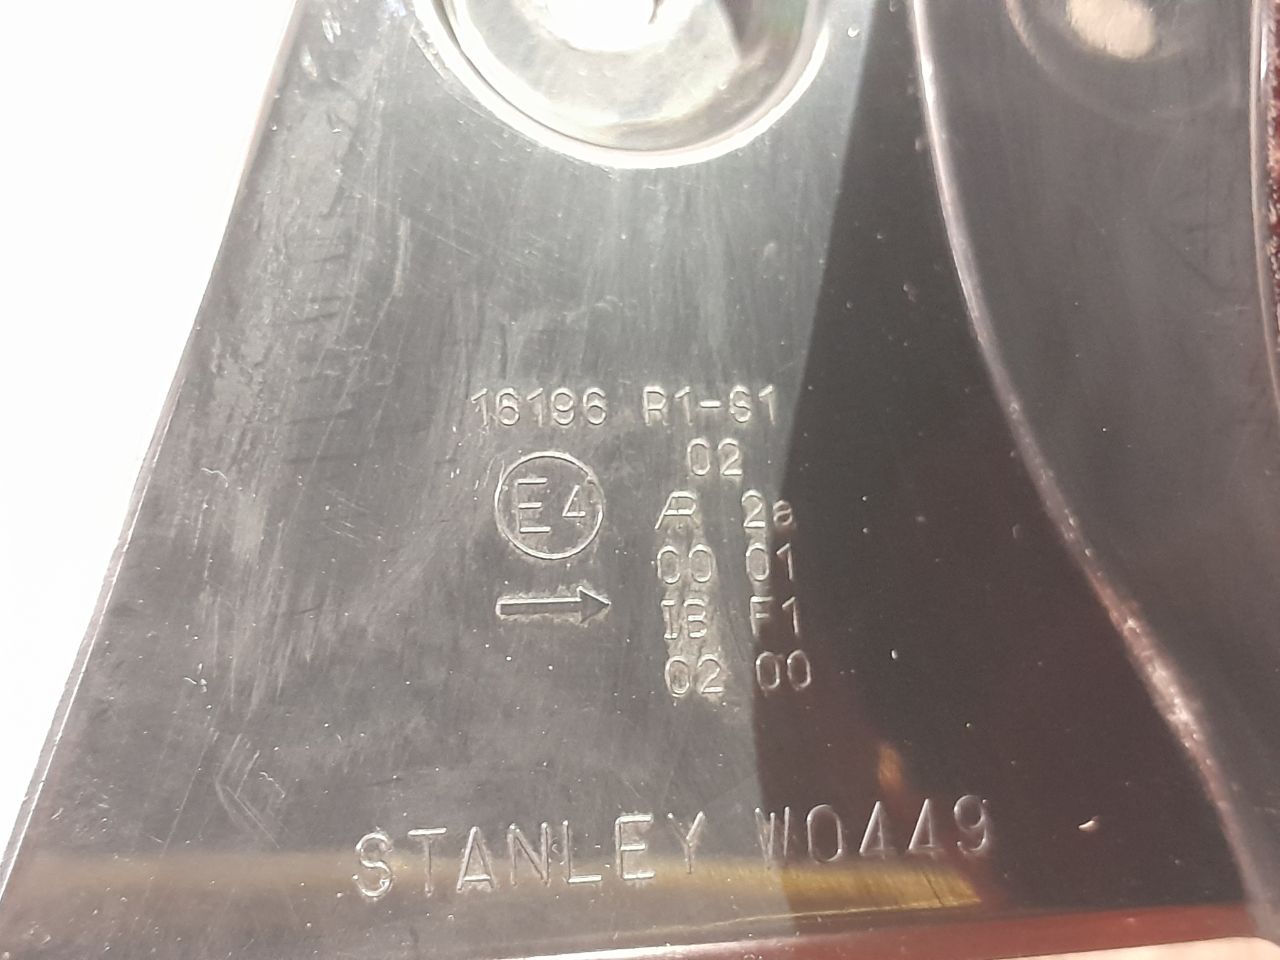 16196 R1-S1
02
E4 AR 2a
00 01
IB F1
02 00
STANLEY W0449